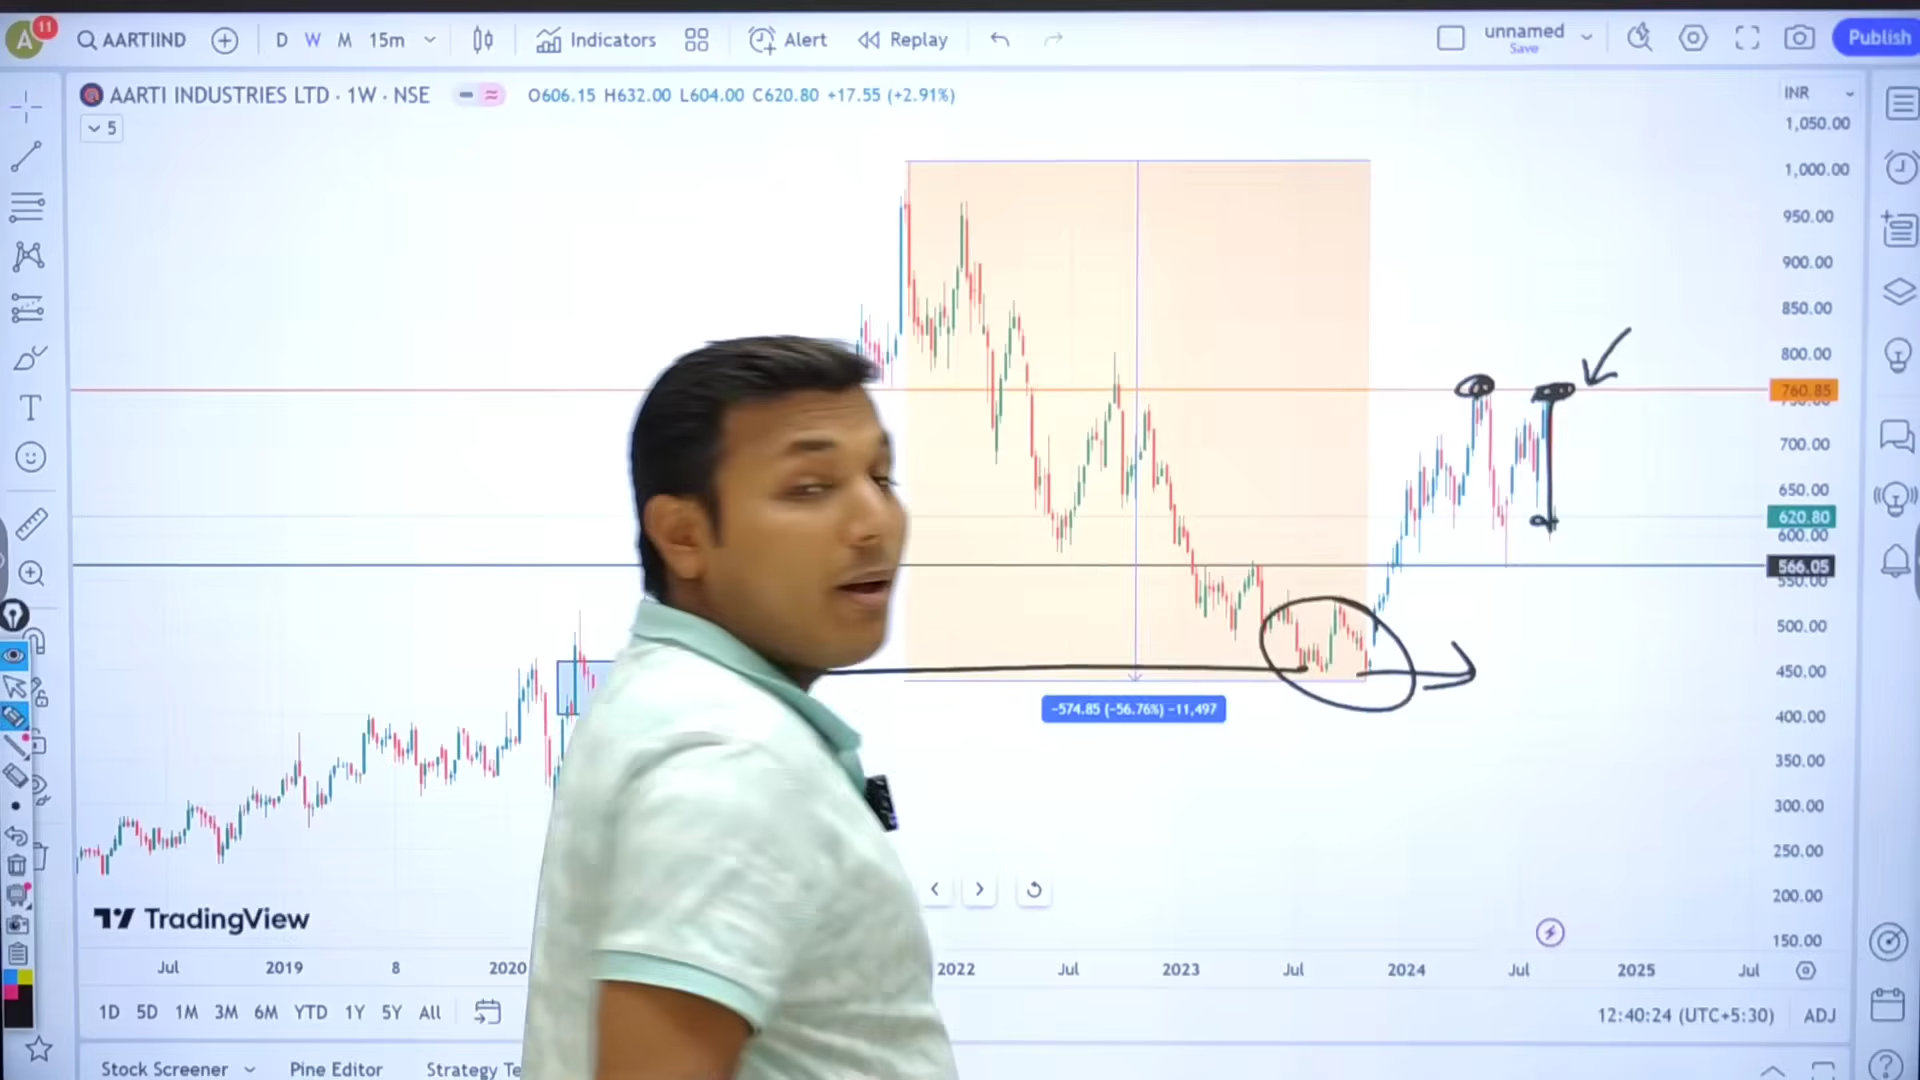 A 11 AARTIIND D W M 15m Indicators Alert Replay unnamed Publish
Save
AARTI INDUSTRIES LTD · 1W · NSE O606.15 H632.00 L604.00 C620.80 +17.55 (+2.91%) INR
5
1,050.00
1,000.00
950.00
900.00
850.00
800.00
760.85
700.00
650.00
620.80
600.00
566.05
550.00
500.00
450.00
400.00
-574.85 (-56.76%) -11,497
350.00
300.00
250.00
200.00
150.00
TradingView
Jul 2019 8 2020 2022 Jul 2023 Jul 2024 Jul 2025 Jul
1D 5D 1M 3M 6M YTD 1Y 5Y All 12:40:24 (UTC+5:30) ADJ
Stock Screener Pine Editor Strategy Te